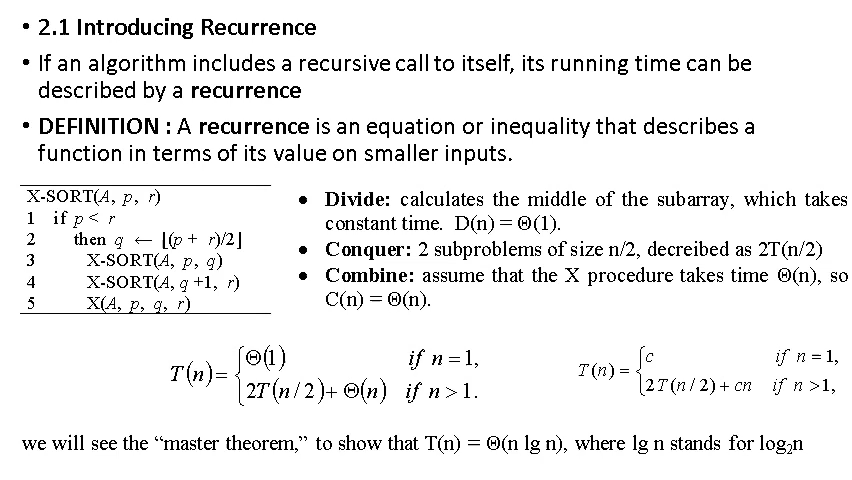 • 2.1 Introducing Recurrence
• If an algorithm includes a recursive call to itself, its running time can be
described by a recurrence
• DEFINITION : A recurrence is an equation or inequality that describes a
function in terms of its value on smaller inputs.
X-SORT(A, p, r)
1 if p < r
2 then q ← ⌊(p + r)/2⌋
3 X-SORT(A, p, q)
4 X-SORT(A, q +1, r)
5 X(A, p, q, r)
• Divide: calculates the middle of the subarray, which takes
constant time. D(n) = Θ(1).
• Conquer: 2 subproblems of size n/2, decreibed as 2T(n/2)
• Combine: assume that the X procedure takes time Θ(n), so
C(n) = Θ(n).
T(n) = { Θ(1) if n = 1,
2T(n/2) + Θ(n) if n > 1.
T(n) = { c if n = 1,
2T(n/2) + cn if n >1,
we will see the “master theorem,” to show that T(n) = Θ(n lg n), where lg n stands for log₂n